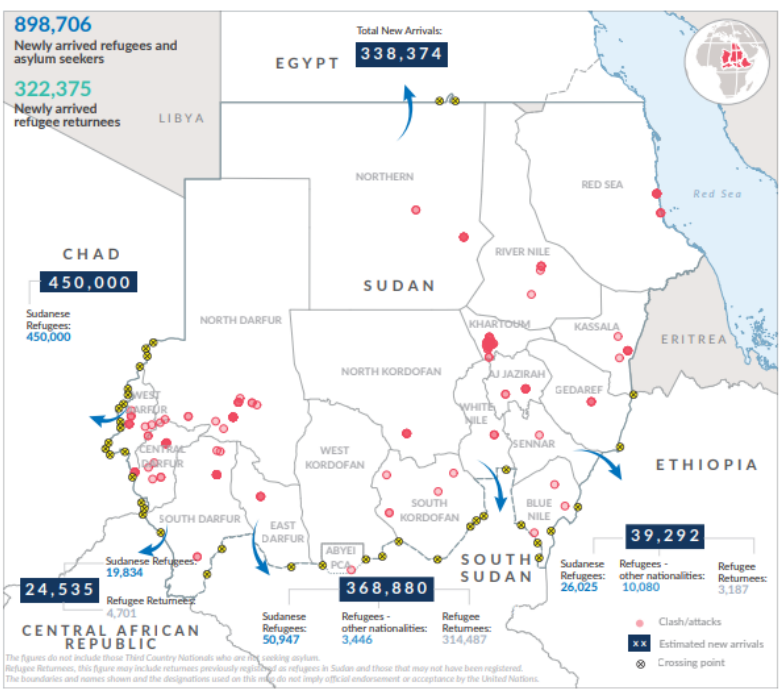 898,706
Newly arrived refugees and
asylum seekers
322,375
Newly arrived
refugee returnees
LIBYA
Total New Arrivals:
338,374
EGYPT
NORTHERN
RED SEA
Red Sea
CHAD
450,000
Sudanese
Refugees:
450,000
RIVER NILE
SUDAN
NORTH DARFUR
KHARTOUM
KASSALA
ERITREA
NORTH KORDOFAN
AJ JAZIRAH
GEDAREF
WEST
DARFUR
WHITE
NILE
SENNAR
CENTRAL
DARFUR
WEST
KORDOFAN
ETHIOPIA
SOUTH
KORDOFAN
BLUE
NILE
SOUTH DARFUR
EAST
DARFUR
ABYEI
PCA
SOUTH
SUDAN
39,292
Sudanese
Refugees:
26,025
Refugees -
other nationalities:
10,080
Refugee
Returnees:
3,187
Sudanese Refugees:
19,834
24,535
Refugee Returnees:
4,701
CENTRAL AFRICAN
REPUBLIC
368,880
Sudanese
Refugees:
50,947
Refugees -
other nationalities:
3,446
Refugee
Returnees:
314,487
Clash/attacks
xx Estimated new arrivals
Crossing point
The figures do not include those Third Country Nationals who are not seeking asylum.
Refugee Returnees, this figure may include returnees previously registered as refugees in Sudan and those that may not have been registered.
The boundaries and names shown and the designations used on this map do not imply official endorsement or acceptance by the United Nations.